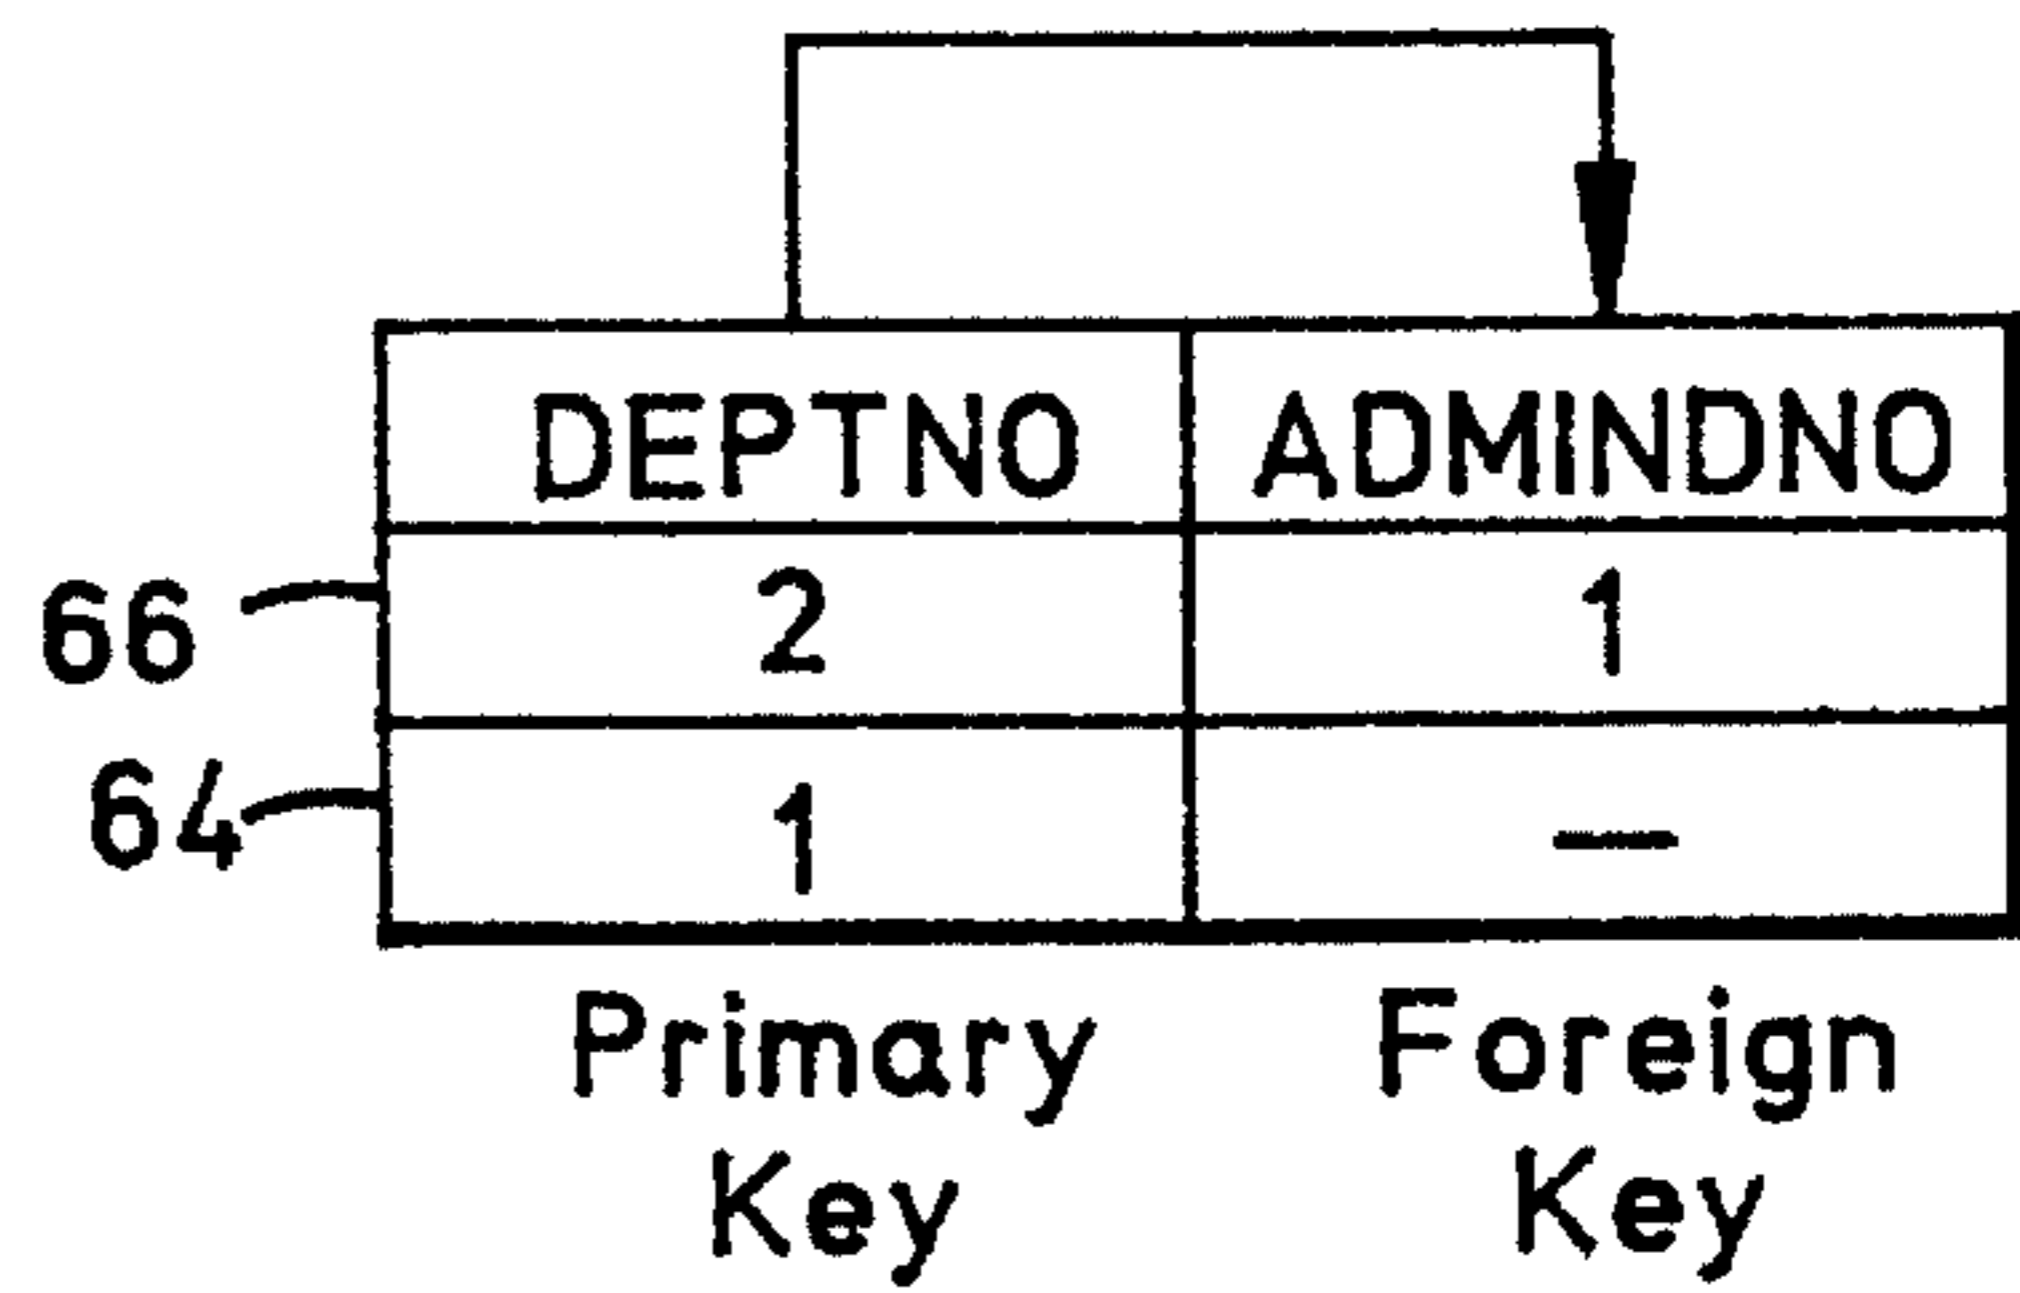 DEPTNO ADMINDNO
66 2 1
64 1 —
Primary Foreign
Key Key